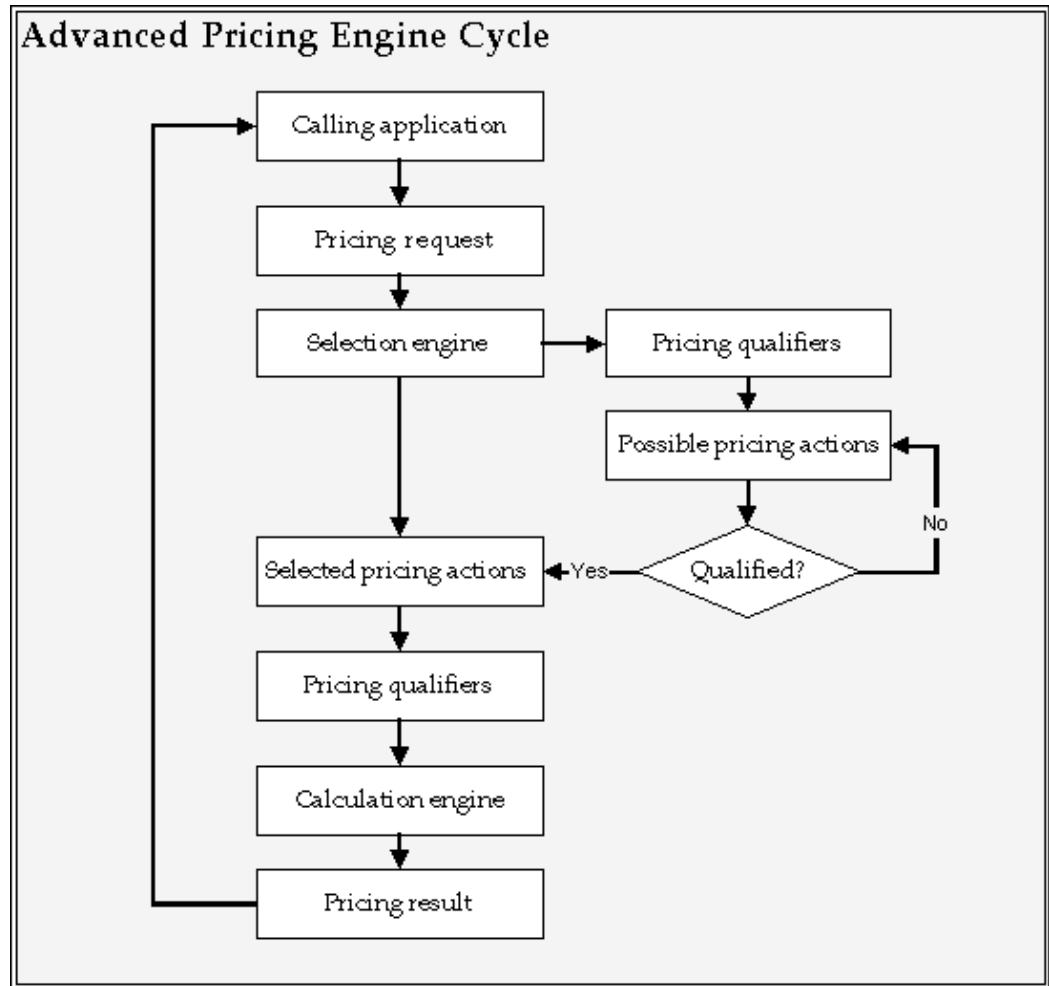 Advanced Pricing Engine Cycle
Calling application
Pricing request
Selection engine
Pricing qualifiers
Possible pricing actions
No
Selected pricing actions
Yes
Qualified?
Pricing qualifiers
Calculation engine
Pricing result